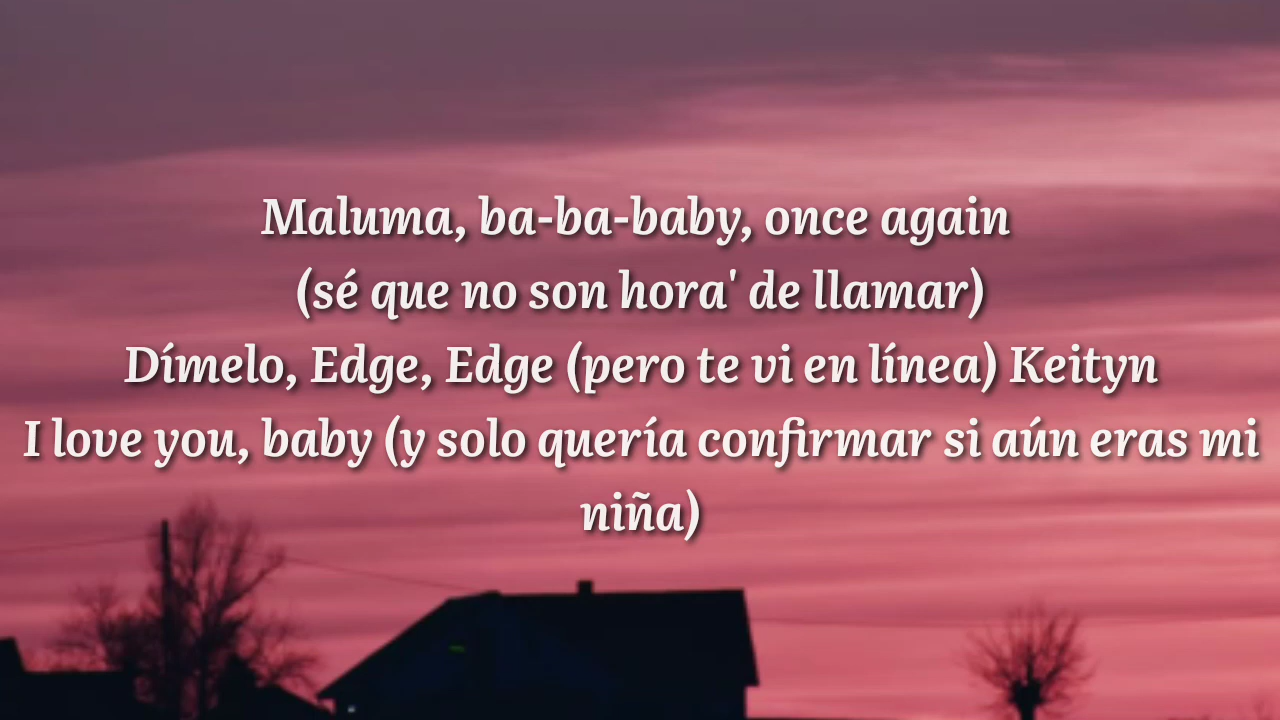 Maluma, ba-ba-baby, once again
(sé que no son hora' de llamar)
Dímelo, Edge, Edge (pero te vi en línea) Keityn
I love you, baby (y solo quería confirmar si aún eras mi
niña)